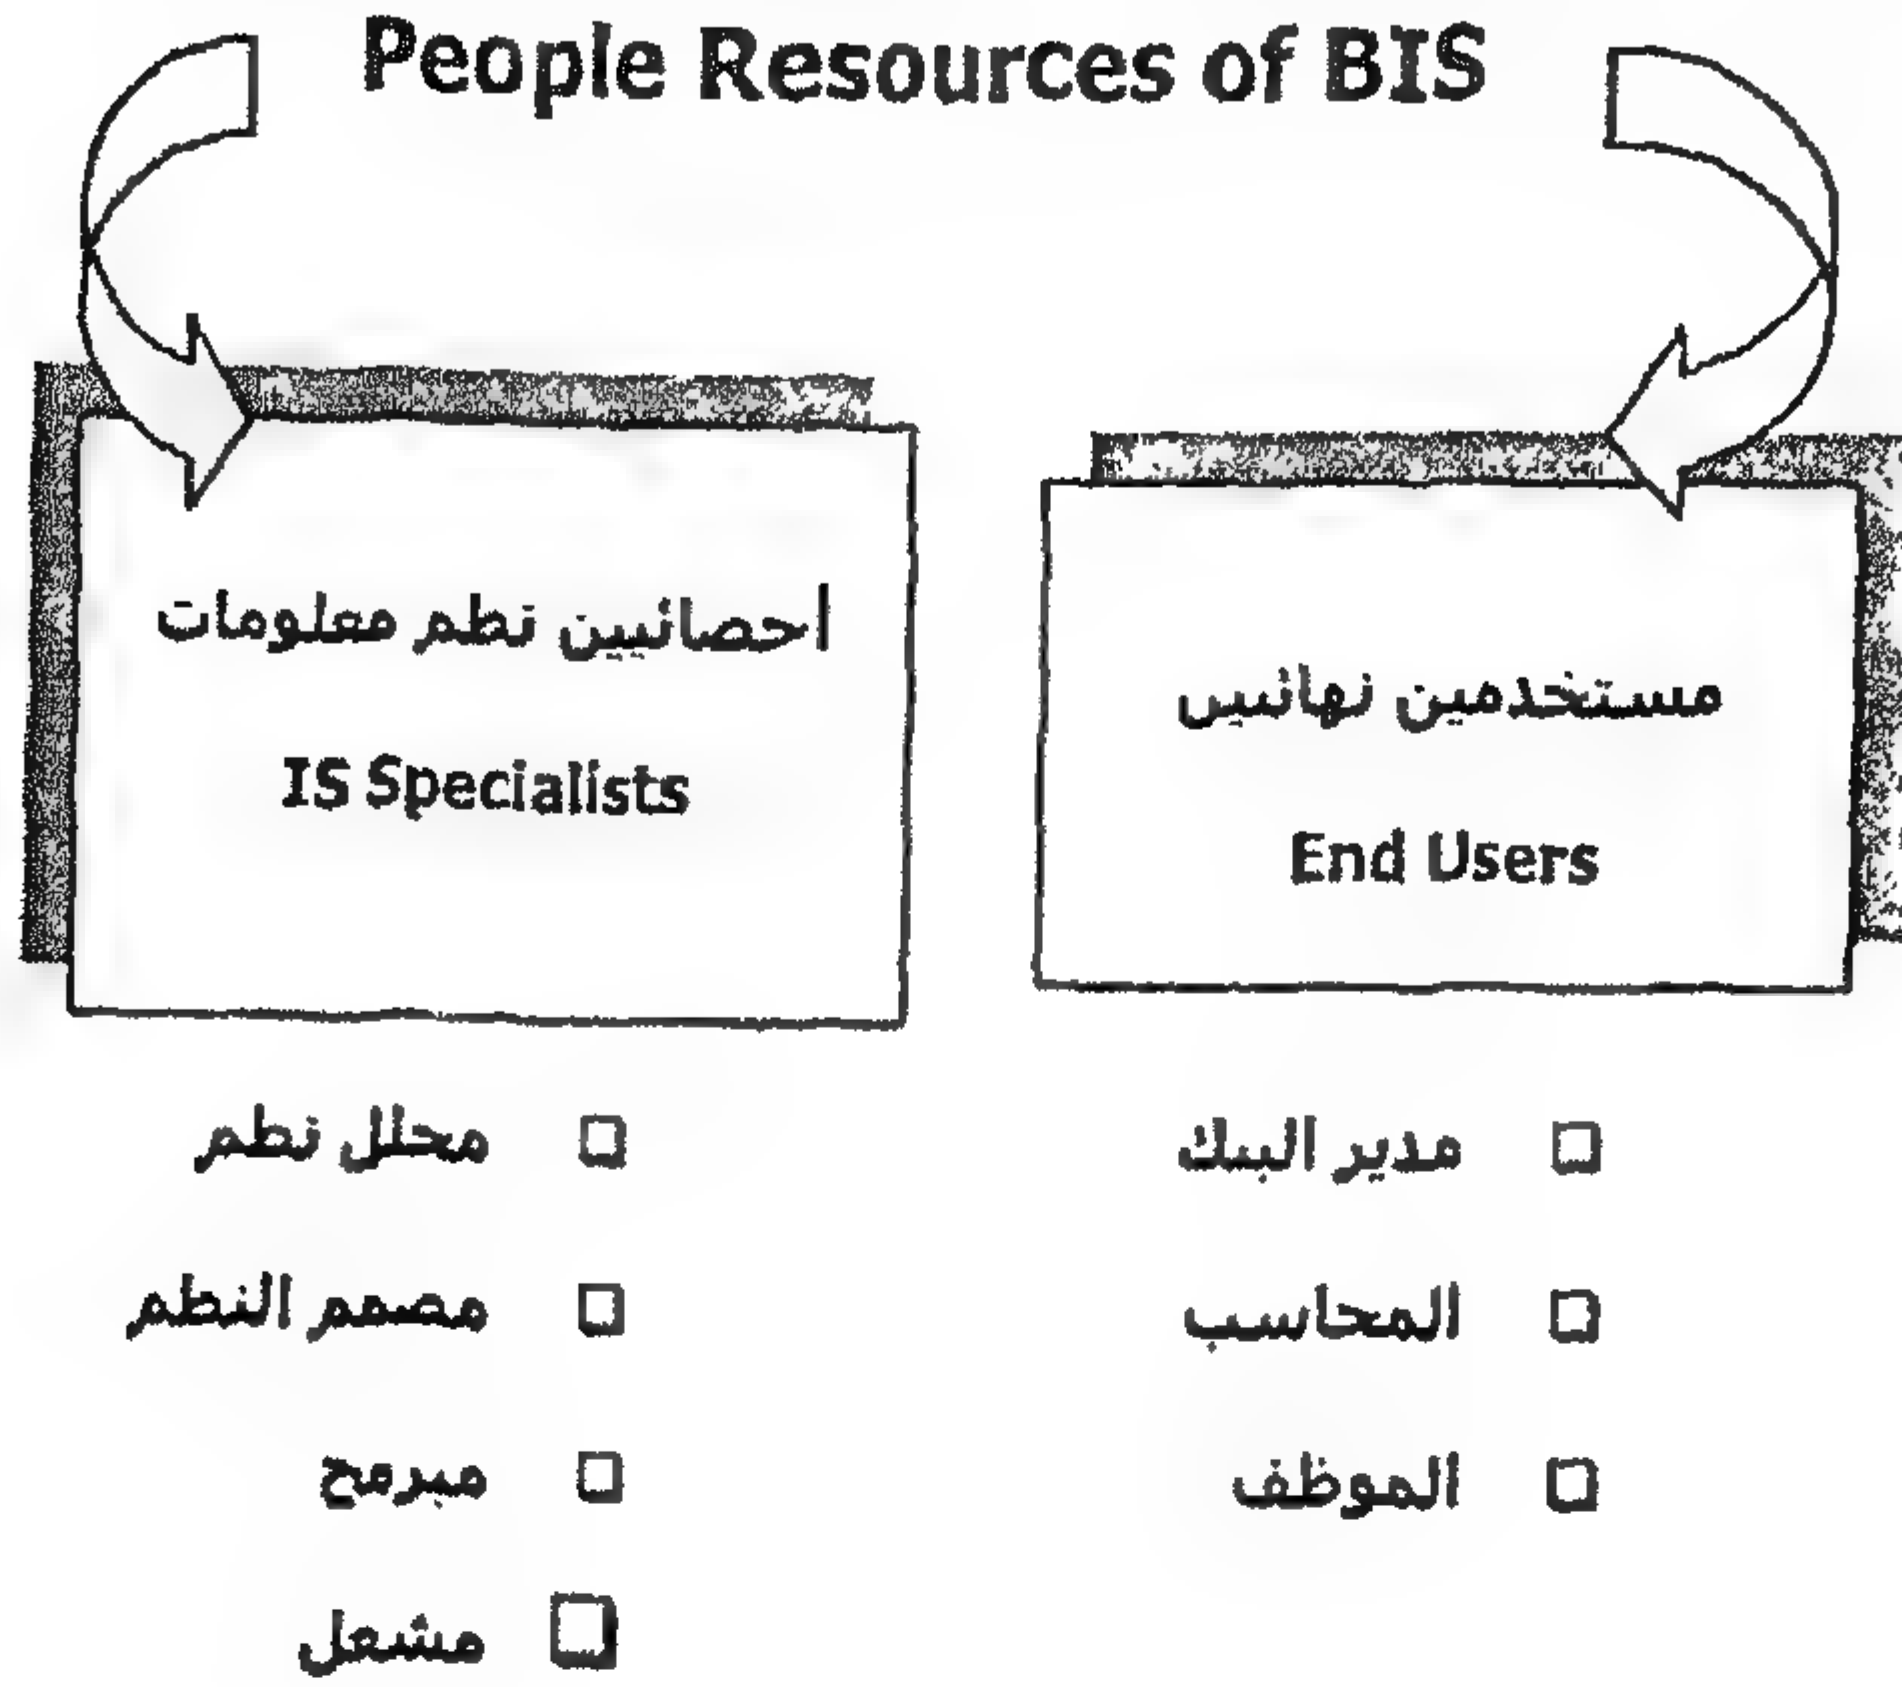 People Resources of BIS
احصائيين نظم معلومات
IS Specialists
مستخدمين نهائيين
End Users
محلل نظم
مصمم النظم
مبرمج
مشغل
مدير البنك
المحاسب
الموظف